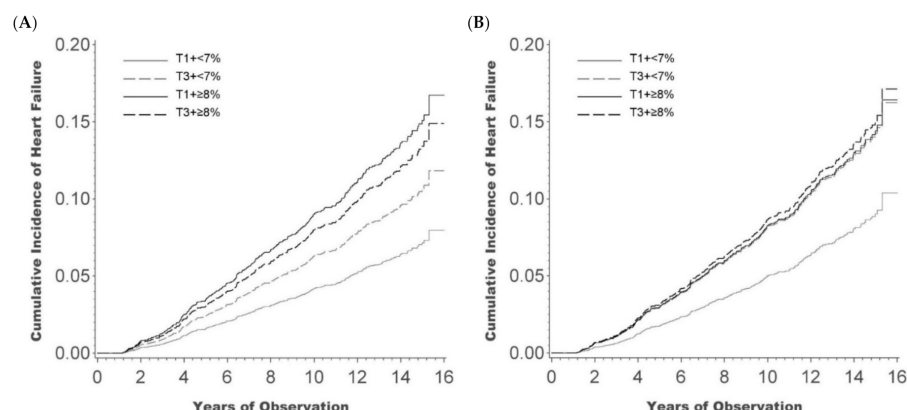 (A)
Cumulative Incidence of Heart Failure
0.20
0.15
0.10
0.05
0.00
T1+<7%
T3+<7%
T1+≥8%
T3+≥8%
0 2 4 6 8 10 12 14 16
Years of Observation
(B)
Cumulative Incidence of Heart Failure
0.20
0.15
0.10
0.05
0.00
T1+<7%
T3+<7%
T1+≥8%
T3+≥8%
0 2 4 6 8 10 12 14 16
Years of Observation